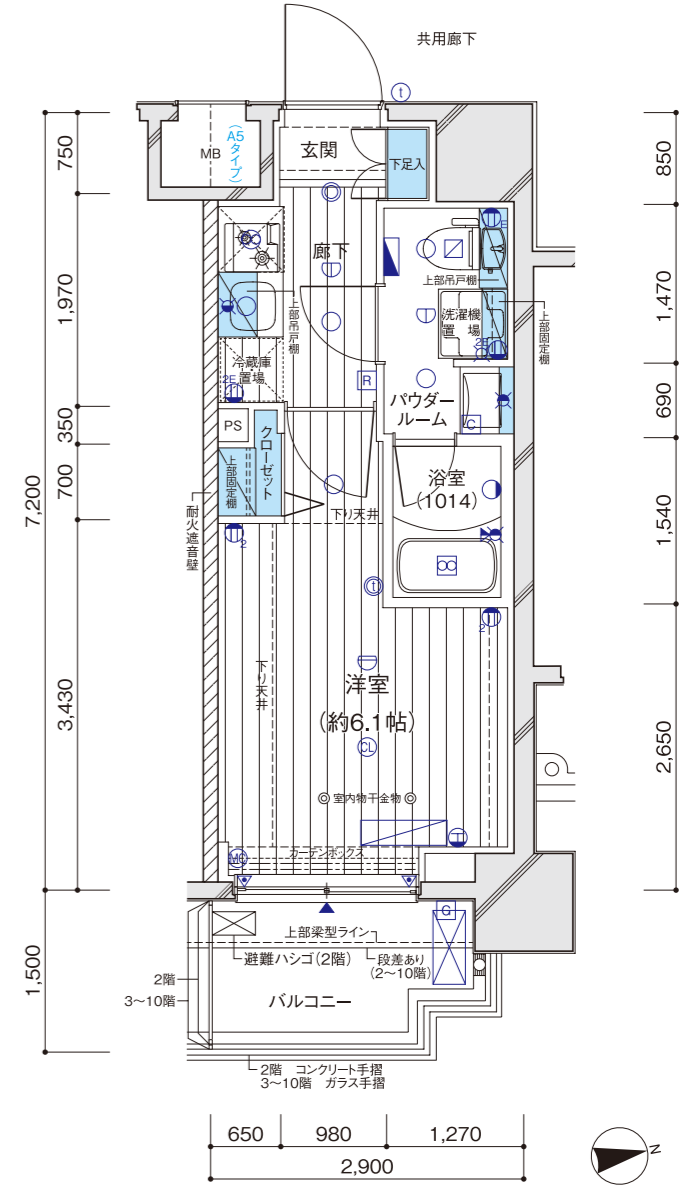 共用廊下
t
MB
(A5タイプ)
玄関
下足入
廊下
E
上部吊戸棚
洗濯機
置場
2E
上部固定棚
上部吊戸棚
冷蔵庫
置場
2E
R
パウダー
ルーム
C
PS
クローゼット
上部固定棚
耐火遮音壁
浴室
(1014)
下り天井
2
t
2
下り天井
洋室
(約6.1帖)
CL
室内物干金物
カーテンボックス
MC
G
上部梁型ライン
避難ハシゴ(2階)
段差あり
(2〜10階)
2階
3〜10階
バルコニー
2階 コンクリート手摺
3〜10階 ガラス手摺
750
1,970
350
700
3,430
7,200
1,500
850
1,470
690
1,540
2,650
650
980
1,270
2,900
N